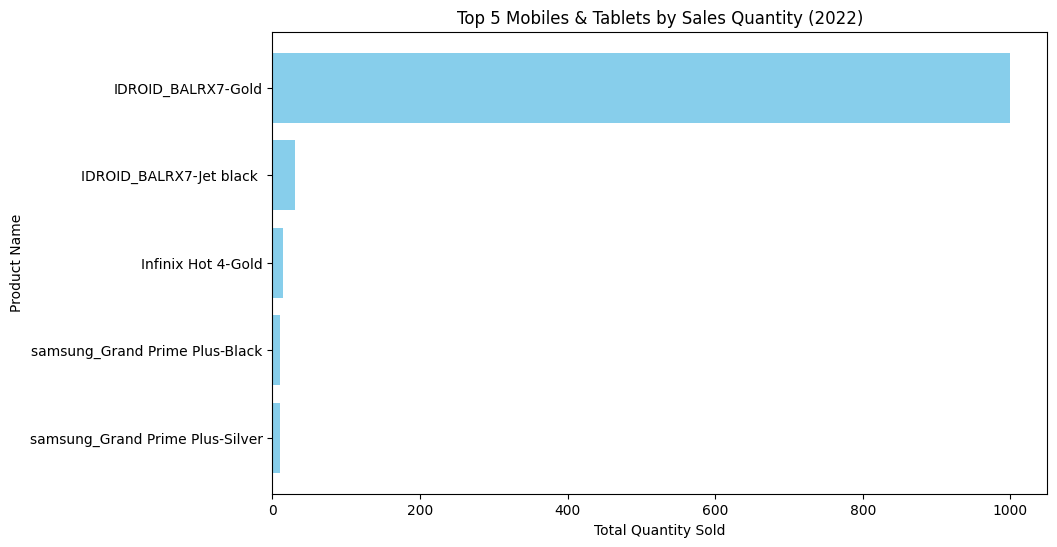 Top 5 Mobiles & Tablets by Sales Quantity (2022)
Product Name
IDROID_BALRX7-Gold
IDROID_BALRX7-Jet black
Infinix Hot 4-Gold
samsung_Grand Prime Plus-Black
samsung_Grand Prime Plus-Silver
0 200 400 600 800 1000
Total Quantity Sold